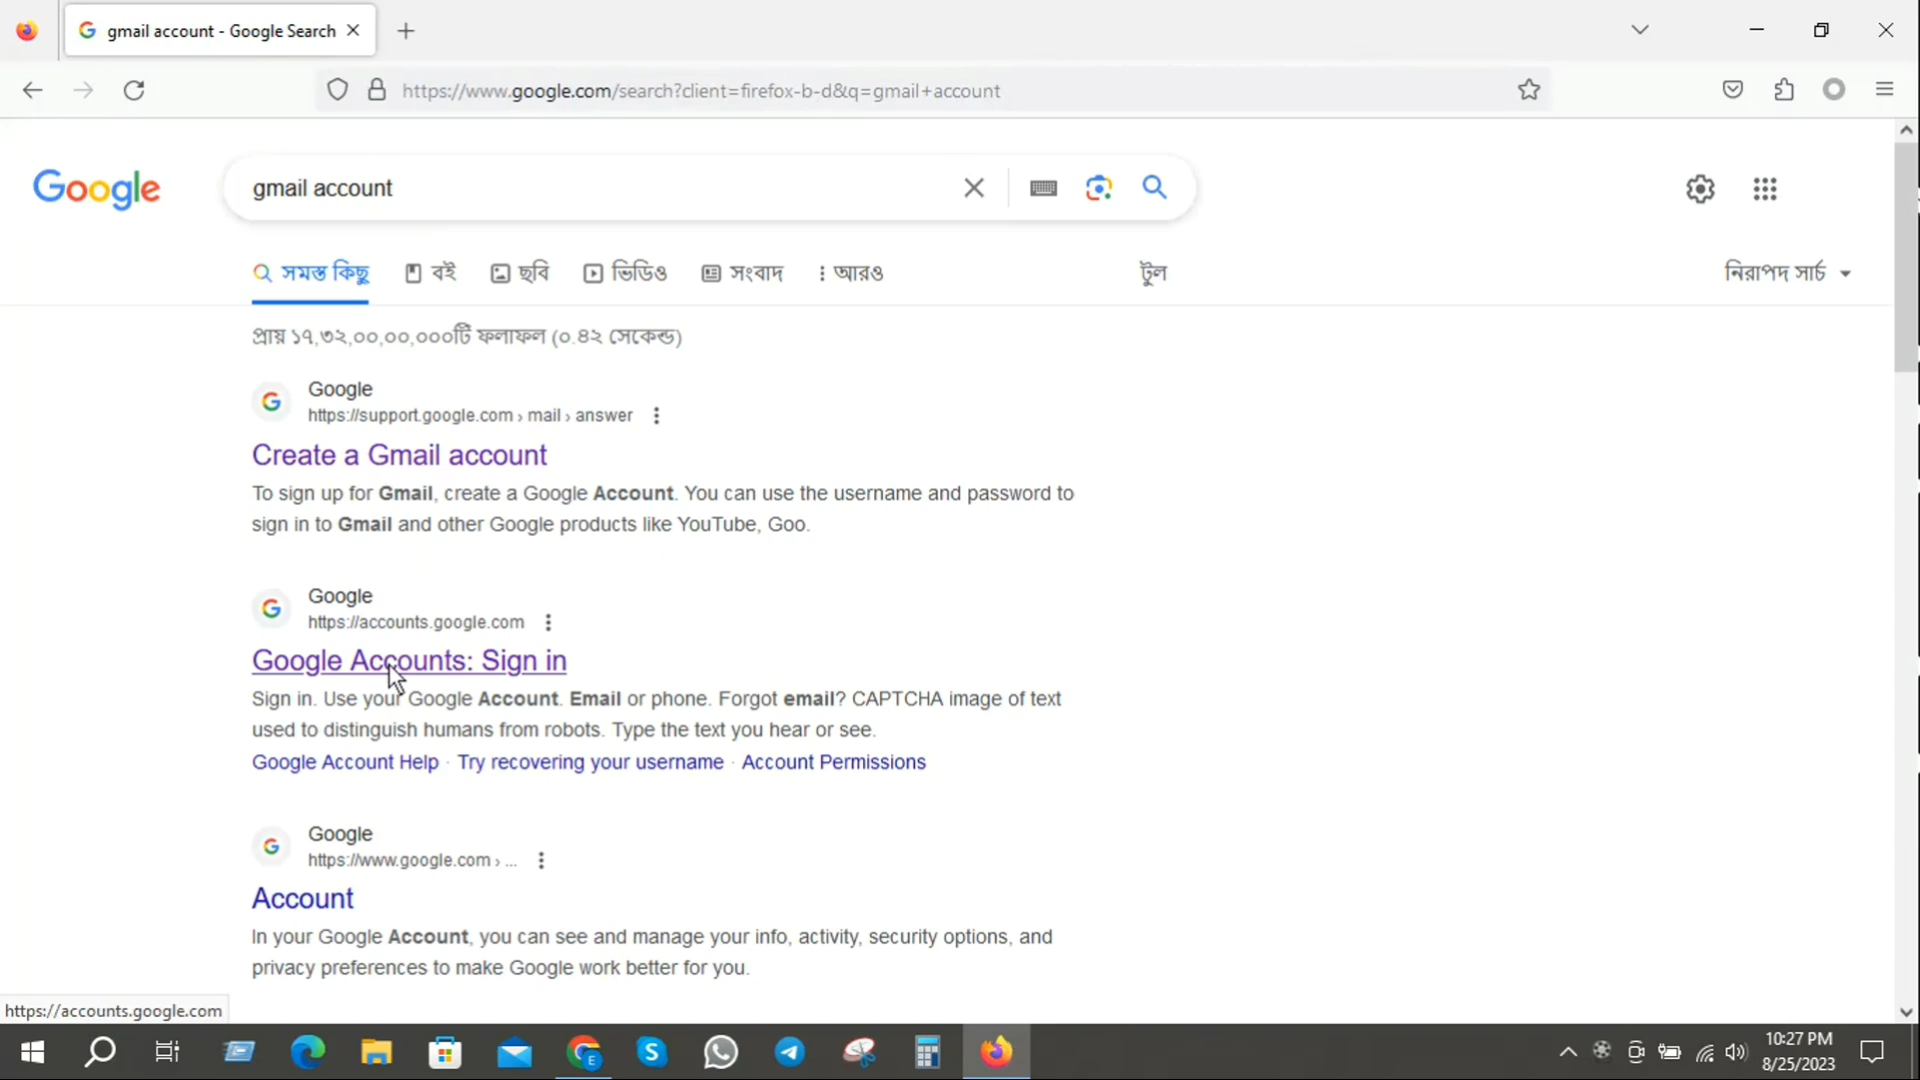 gmail account - Google Search
https://www.google.com/search?client=firefox-b-d&q=gmail+account
Google
gmail account
সমস্ত কিছু বই ছবি ভিডিও সংবাদ আরও টুল নিরাপদ সার্চ
প্রায় ১৭,৩২,০০,০০,০০০টি ফলাফল (০.৪২ সেকেন্ড)
Google
https://support.google.com › mail › answer
Create a Gmail account
To sign up for Gmail, create a Google Account. You can use the username and password to
sign in to Gmail and other Google products like YouTube, Goo.
Google
https://accounts.google.com
Google Accounts: Sign in
Sign in. Use your Google Account. Email or phone. Forgot email? CAPTCHA image of text
used to distinguish humans from robots. Type the text you hear or see.
Google Account Help · Try recovering your username · Account Permissions
Google
https://www.google.com › ...
Account
In your Google Account, you can see and manage your info, activity, security options, and
privacy preferences to make Google work better for you.
https://accounts.google.com
10:27 PM
8/25/2023